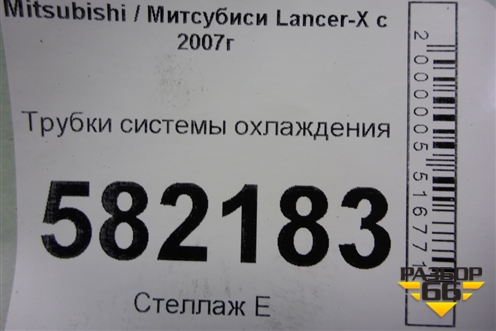 Mitsubishi / Митсубиси Lancer-X с
2007г
Трубки системы охлаждения
582183
Стеллаж Е
2000005516771
РАЗБОР
66